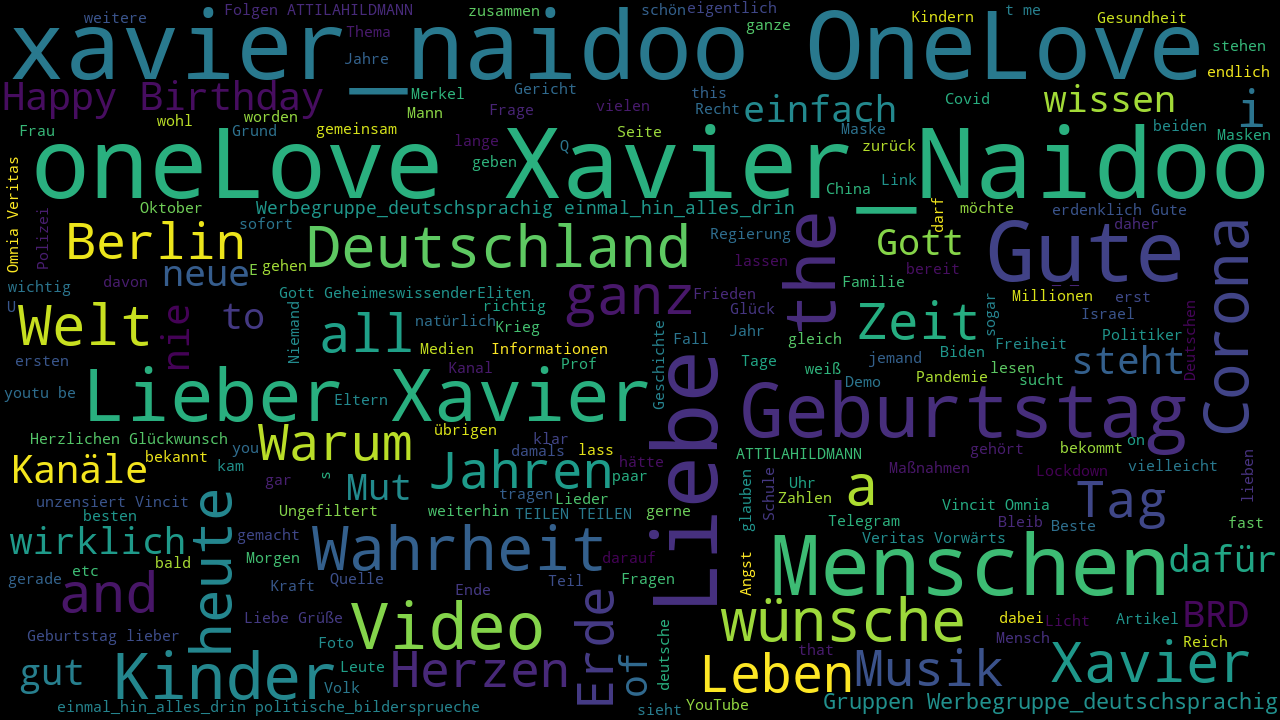 weitere
Folgen ATTILAHILDMANN
zusammen
schön
eigentlich
t me
xavier_naidoo OneLove
Thema
ganze
Kindern
Gesundheit
Jahre
stehen
endlich
Happy Birthday
Merkel
Gericht
this
einfach
Covid
wissen
i
Mann
Frage
vielen
Recht
wohl
worden
Frau
Grund
gemeinsam
Seite
Maske
beiden
Masken
oneLove Xavier_Naidoo
lange
Q
geben
zurück
Link
China
Omnia Veritas
Polizei
Oktober
Werbegruppe_deutschsprachig einmal_hin_alles_drin
darf
möchte
erdenklich Gute
sofort
daher
Berlin
Deutschland
the
Regierung
Gott
Gute
Corona
neue
E
gehen
lassen
bereit
wichtig
davon
Gott GeheimeswissenderEliten
ganz
Frieden
Familie
Millionen
erst
U
Welt
nie
to
Niemand
all
richtig
natürlich
Krieg
Glück
Zeit
sogar
Israel
Geschichte
Fall
Jahr
gleich
Freiheit
Politiker
Deutschen
ersten
Medien
Informationen
Tage
jemand
Biden
steht
Kanal
Prof
weiß
lesen
youtu be
Lieber Xavier
Eltern
Liebe
Demo
Pandemie
sucht
Geburtstag
Herzlichen Glückwunsch
you
Warum
übrigen
klar
damals
lass
gehört
bekommt
on
Kanäle
bekannt
kam
hätte
ATTILAHILDMANN
Maßnahmen
Lockdown
vielleicht
lieben
gar
s
Mut
Jahren
paar
glauben
Schule
Uhr
Zahlen
a
Tag
unzensiert Vincit
heute
tragen
Lieder
Vincit Omnia
besten
Ungefiltert
weiterhin
TEILEN TEILEN
gerne
Telegram
Bleib
Beste
fast
wirklich
gemacht
Wahrheit
darauf
Veritas Vorwärts
bald
Morgen
Angst
Menschen
dafür
gerade
etc
and
Kraft
Quelle
Ende
Teil
Erde
Fragen
Liebe Grüße
Video
wünsche
dabei
Licht
Artikel
BRD
Geburtstag lieber
Foto
deutsche
Mensch
Reich
gut
Kinder
Leute
Volk
Herzen
of
that
Leben
Musik
Xavier
einmal_hin_alles_drin politische_bildersprueche
sieht
YouTube
Gruppen Werbegruppe_deutschsprachig